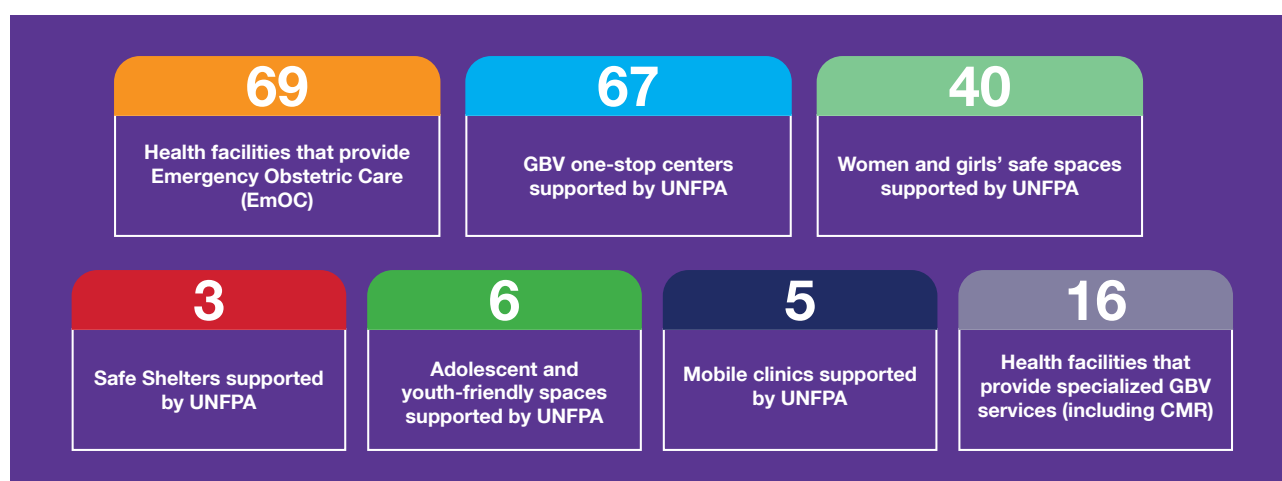 69
Health facilities that provide
Emergency Obstetric Care
(EmOC)
67
GBV one-stop centers
supported by UNFPA
40
Women and girls’ safe spaces
supported by UNFPA
3
Safe Shelters supported
by UNFPA
6
Adolescent and
youth-friendly spaces
supported by UNFPA
5
Mobile clinics supported
by UNFPA
16
Health facilities that
provide specialized GBV
services (including CMR)